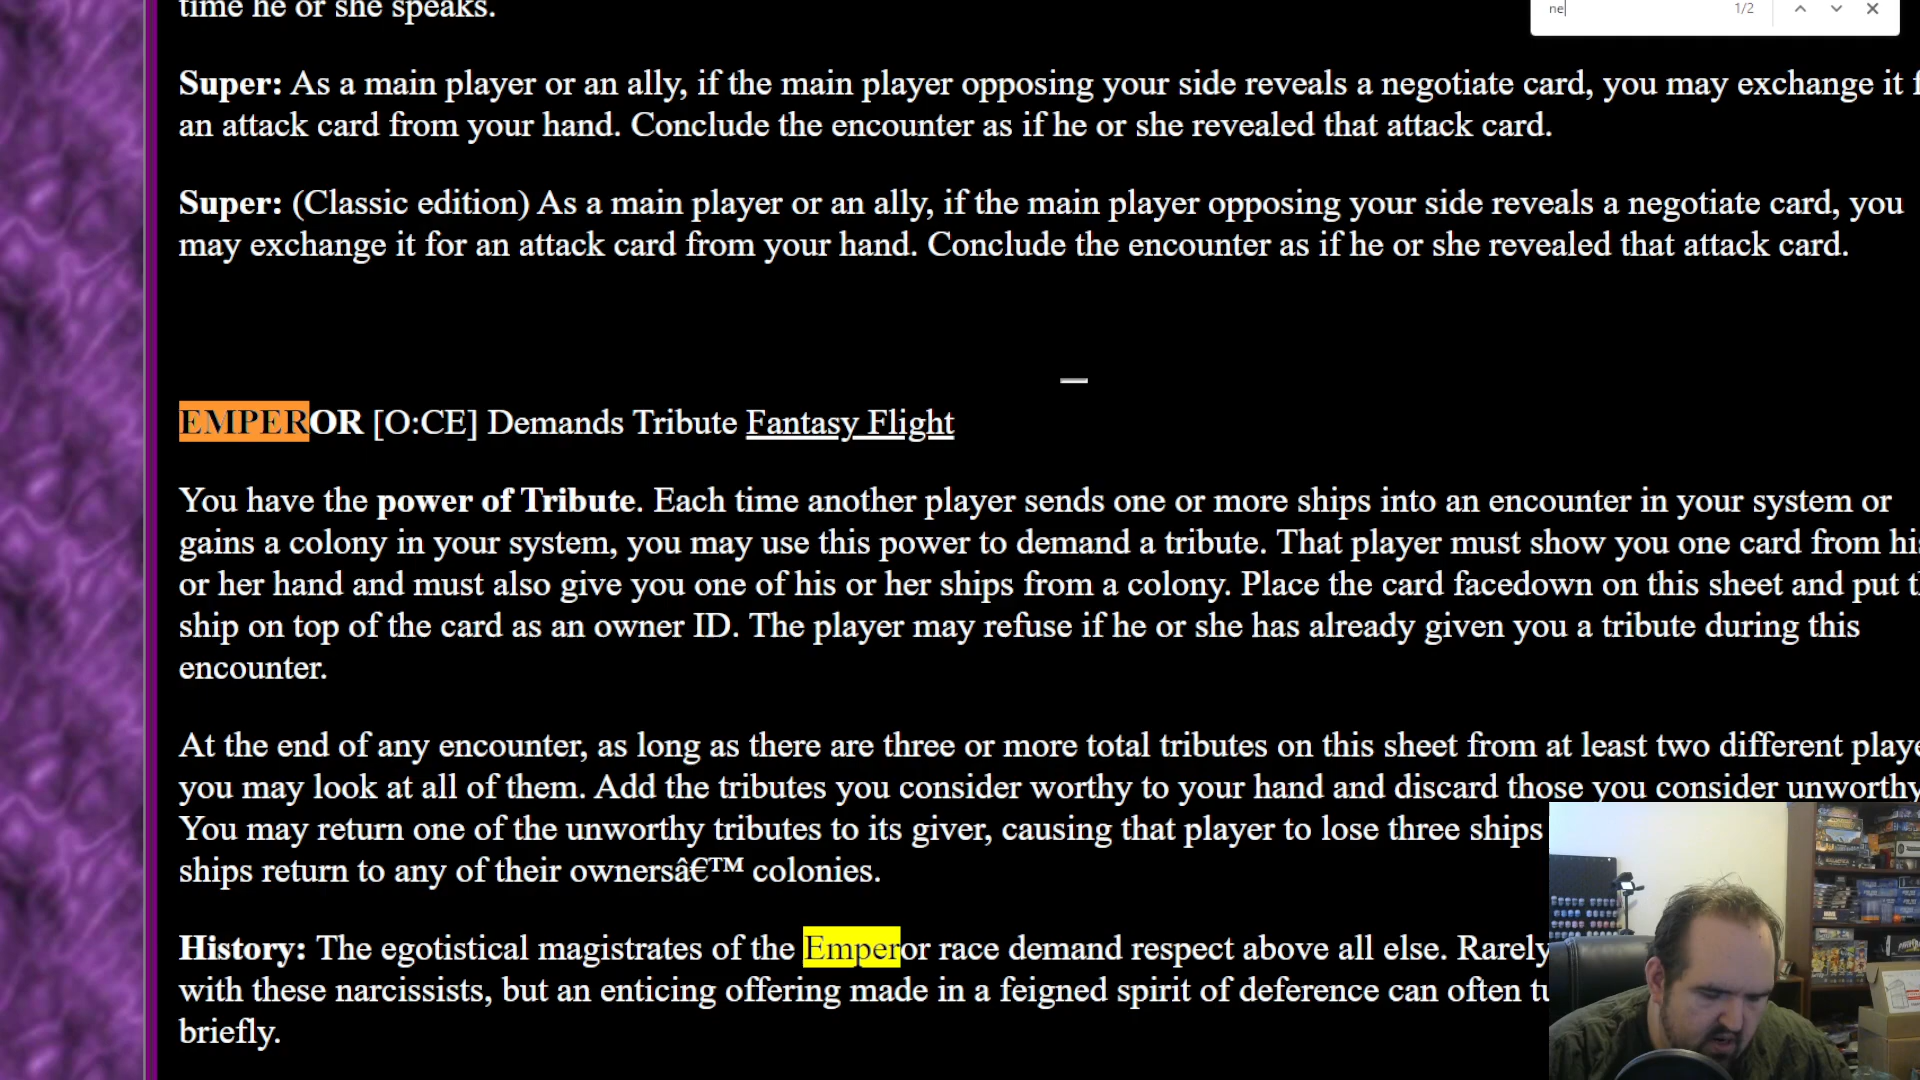 time he or she speaks.
ne
1/2
Super: As a main player or an ally, if the main player opposing your side reveals a negotiate card, you may exchange it f
an attack card from your hand. Conclude the encounter as if he or she revealed that attack card.
Super: (Classic edition) As a main player or an ally, if the main player opposing your side reveals a negotiate card, you
may exchange it for an attack card from your hand. Conclude the encounter as if he or she revealed that attack card.
EMPEROR [O:CE] Demands Tribute Fantasy Flight
You have the power of Tribute. Each time another player sends one or more ships into an encounter in your system or
gains a colony in your system, you may use this power to demand a tribute. That player must show you one card from his
or her hand and must also give you one of his or her ships from a colony. Place the card facedown on this sheet and put t
ship on top of the card as an owner ID. The player may refuse if he or she has already given you a tribute during this
encounter.
At the end of any encounter, as long as there are three or more total tributes on this sheet from at least two different playe
you may look at all of them. Add the tributes you consider worthy to your hand and discard those you consider unworthy
You may return one of the unworthy tributes to its giver, causing that player to lose three ships
ships return to any of their ownersâ€™ colonies.
History: The egotistical magistrates of the Emperor race demand respect above all else. Rarely
with these narcissists, but an enticing offering made in a feigned spirit of deference can often tu
briefly.